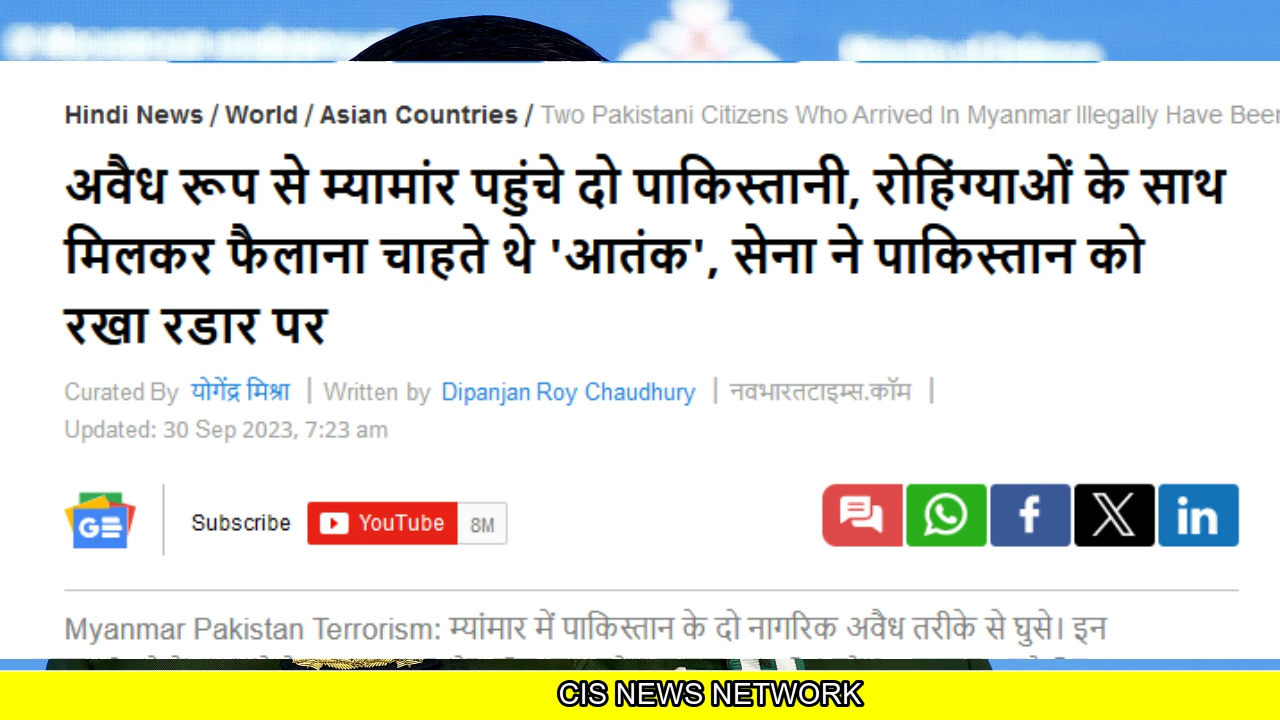 Hindi News / World / Asian Countries / Two Pakistani Citizens Who Arrived In Myanmar Illegally Have Been
अवैध रूप से म्यामांर पहुंचे दो पाकिस्तानी, रोहिंग्याओं के साथ
मिलकर फैलाना चाहते थे 'आतंक', सेना ने पाकिस्तान को
रखा रडार पर
Curated By योगेंद्र मिश्रा | Written by Dipanjan Roy Chaudhury | नवभारतटाइम्स.कॉम |
Updated: 30 Sep 2023, 7:23 am
GE Subscribe YouTube 8M
Myanmar Pakistan Terrorism: म्यांमार में पाकिस्तान के दो नागरिक अवैध तरीके से घुसे। इन
CIS NEWS NETWORK